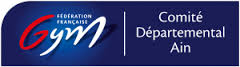 FÉDÉRATION
FRANÇAISE
Gym
Comité
Départemental
Ain